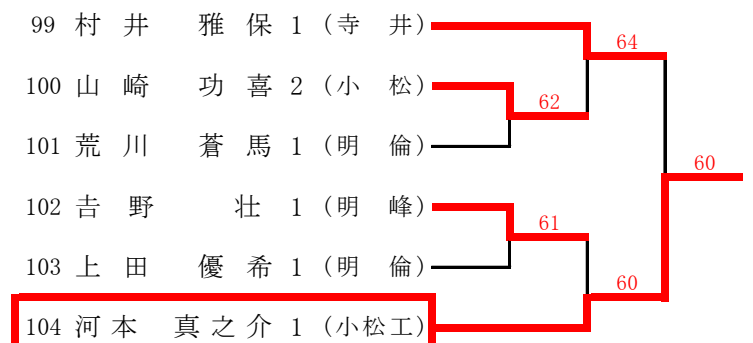 99 村井 雅保 1 (寺井)
64
100 山崎 功喜 2 (小松)
62
101 荒川 蒼馬 1 (明倫)
60
102 𠮷野 壮 1 (明峰)
61
103 上田 優希 1 (明倫)
60
104 河本 真之介 1 (小松工)